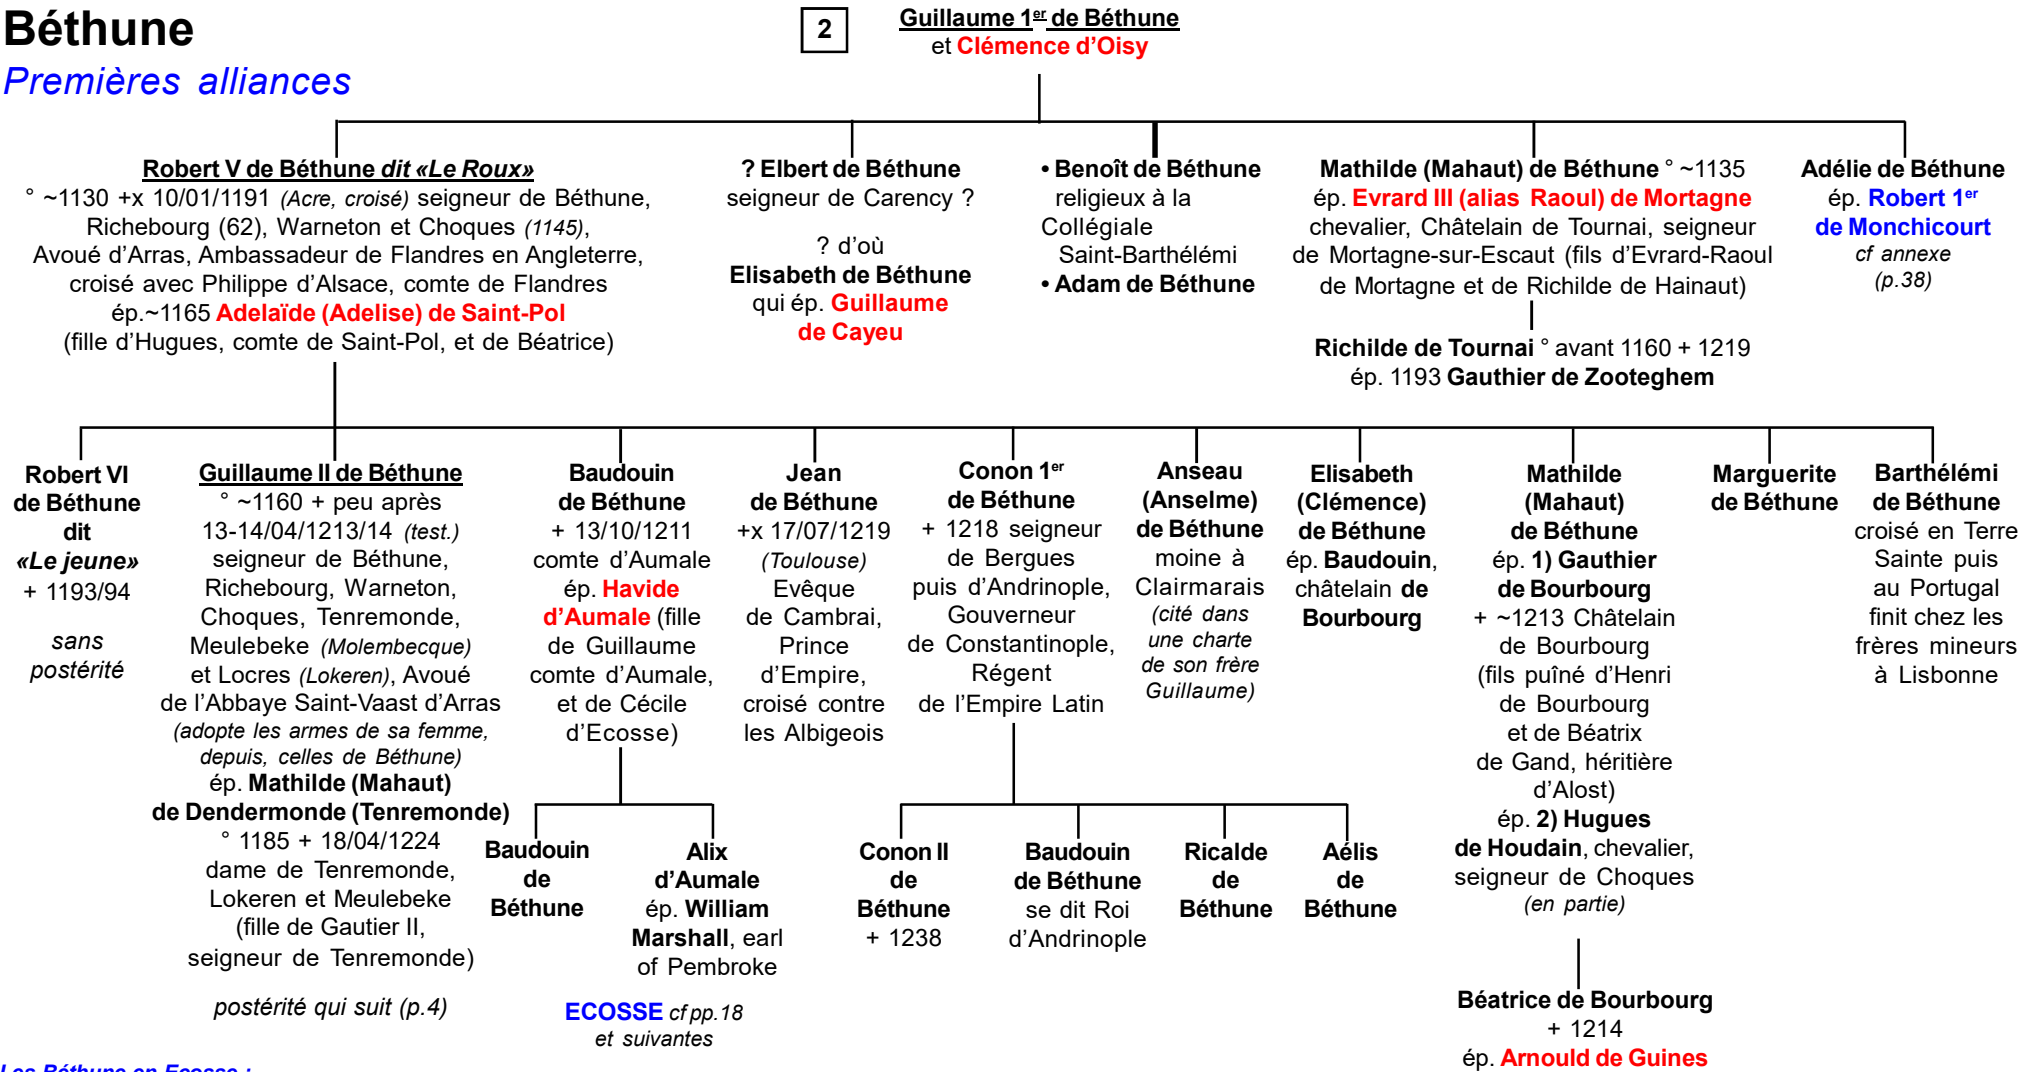 Béthune
Premières alliances
2
Guillaume 1er de Béthune
et Clémence d'Oisy
Robert V de Béthune dit «Le Roux»
° ~1130 +x 10/01/1191 (Acre, croisé) seigneur de Béthune,
Richebourg (62), Warneton et Choques (1145),
Avoué d'Arras, Ambassadeur de Flandres en Angleterre,
croisé avec Philippe d'Alsace, comte de Flandres
ép.~1165 Adelaïde (Adelise) de Saint-Pol
(fille d'Hugues, comte de Saint-Pol, et de Béatrice)
? Elbert de Béthune
seigneur de Carency ?
? d'où
Elisabeth de Béthune
qui ép. Guillaume
de Cayeu
• Benoît de Béthune
religieux à la
Collégiale
Saint-Barthélémi
• Adam de Béthune
Mathilde (Mahaut) de Béthune ° ~1135
ép. Evrard III (alias Raoul) de Mortagne
chevalier, Châtelain de Tournai, seigneur
de Mortagne-sur-Escaut (fils d'Evrard-Raoul
de Mortagne et de Richilde de Hainaut)
Richilde de Tournai ° avant 1160 + 1219
ép. 1193 Gauthier de Zooteghem
Adélie de Béthune
ép. Robert 1er
de Monchicourt
cf annexe
(p.38)
Robert VI
de Béthune
dit
«Le jeune»
+ 1193/94
sans
postérité
Guillaume II de Béthune
° ~1160 + peu après
13-14/04/1213/14 (test.)
seigneur de Béthune,
Richebourg, Warneton,
Choques, Tenremonde,
Meulebeke (Molembecque)
et Locres (Lokeren), Avoué
de l'Abbaye Saint-Vaast d'Arras
(adopte les armes de sa femme,
depuis, celles de Béthune)
ép. Mathilde (Mahaut)
de Dendermonde (Tenremonde)
° 1185 + 18/04/1224
dame de Tenremonde,
Lokeren et Meulebeke
(fille de Gautier II,
seigneur de Tenremonde)
postérité qui suit (p.4)
Baudouin
de Béthune
+ 13/10/1211
comte d'Aumale
ép. Havide
d'Aumale (fille
de Guillaume
comte d'Aumale,
et de Cécile
d'Ecosse)
Baudouin
de
Béthune
Alix
d'Aumale
ép. William
Marshall, earl
of Pembroke
ECOSSE cf pp.18
et suivantes
Jean
de Béthune
+x 17/07/1219
(Toulouse)
Evêque
de Cambrai,
Prince
d'Empire,
croisé contre
les Albigeois
Conon 1er
de Béthune
+ 1218 seigneur
de Bergues
puis d'Andrinople,
Gouverneur
de Constantinople,
Régent
de l'Empire Latin
Conon II
de
Béthune
+ 1238
Baudouin
de Béthune
se dit Roi
d'Andrinople
Ricalde
de
Béthune
Aélis
de
Béthune
Anseau
(Anselme)
de Béthune
moine à
Clairmarais
(cité dans
une charte
de son frère
Guillaume)
Elisabeth
(Clémence)
de Béthune
ép. Baudouin,
châtelain de
Bourbourg
Mathilde
(Mahaut)
de Béthune
ép. 1) Gauthier
de Bourbourg
+ ~1213 Châtelain
de Bourbourg
(fils puîné d'Henri
de Bourbourg
et de Béatrix
de Gand, héritière
d'Alost)
ép. 2) Hugues
de Houdain, chevalier,
seigneur de Choques
(en partie)
Béatrice de Bourbourg
+ 1214
ép. Arnould de Guines
Marguerite
de Béthune
Barthélémi
de Béthune
croisé en Terre
Sainte puis
au Portugal
finit chez les
frères mineurs
à Lisbonne
Les Béthune en Ecosse :